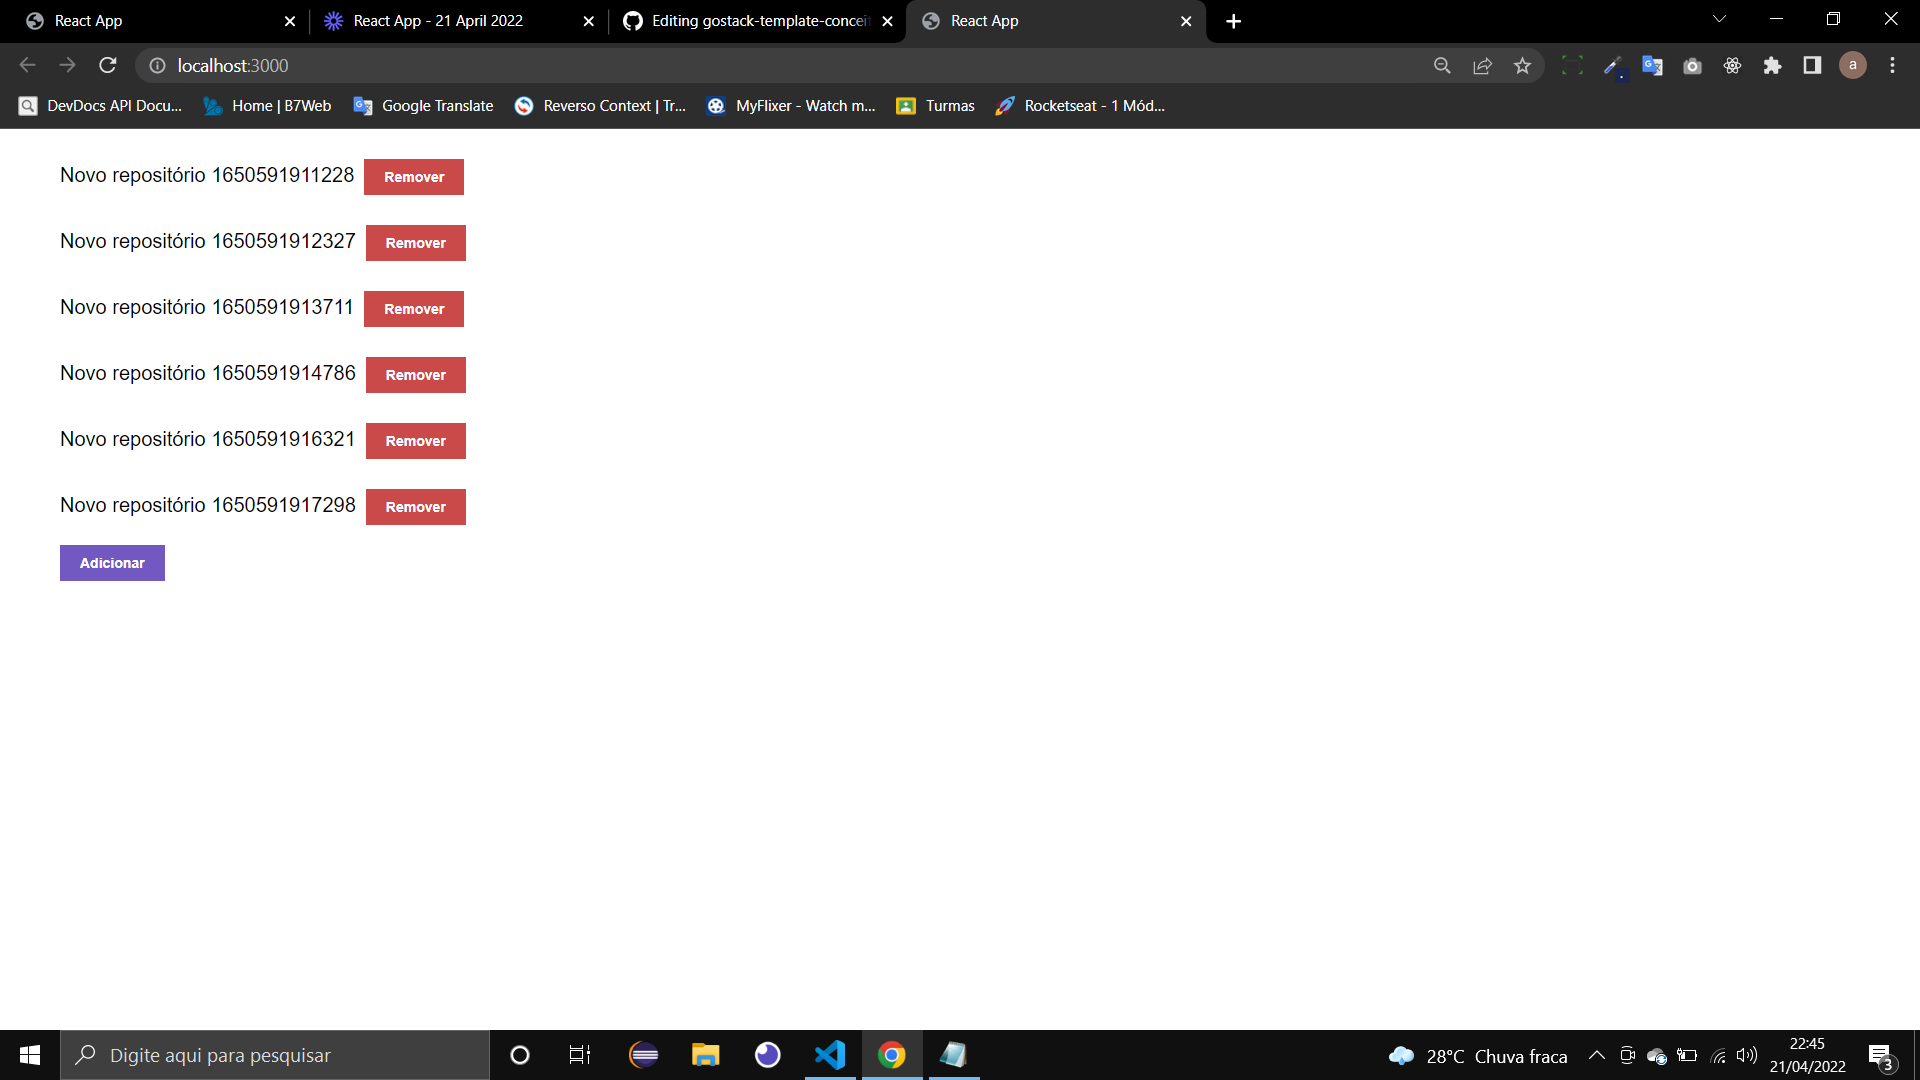 React App
React App - 21 April 2022
Editing gostack-template-concei
React App
localhost:3000
a
DevDocs API Docu...
Home | B7Web
Google Translate
Reverso Context | Tr...
MyFlixer - Watch m...
Turmas
Rocketseat - 1 Mód...
Novo repositório 1650591911228 Remover
Novo repositório 1650591912327 Remover
Novo repositório 1650591913711 Remover
Novo repositório 1650591914786 Remover
Novo repositório 1650591916321 Remover
Novo repositório 1650591917298 Remover
Adicionar
Digite aqui para pesquisar
28°C Chuva fraca
22:45
21/04/2022
3